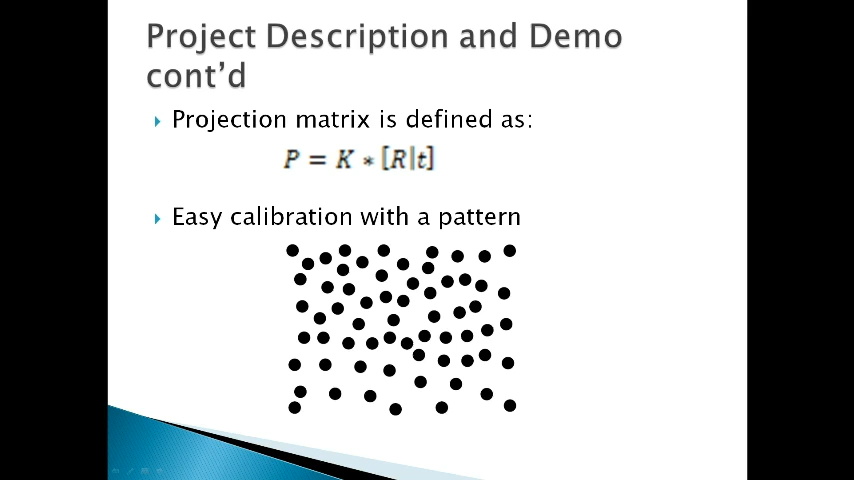 Project Description and Demo
cont’d
Projection matrix is defined as:
P = K * [R|t]
Easy calibration with a pattern